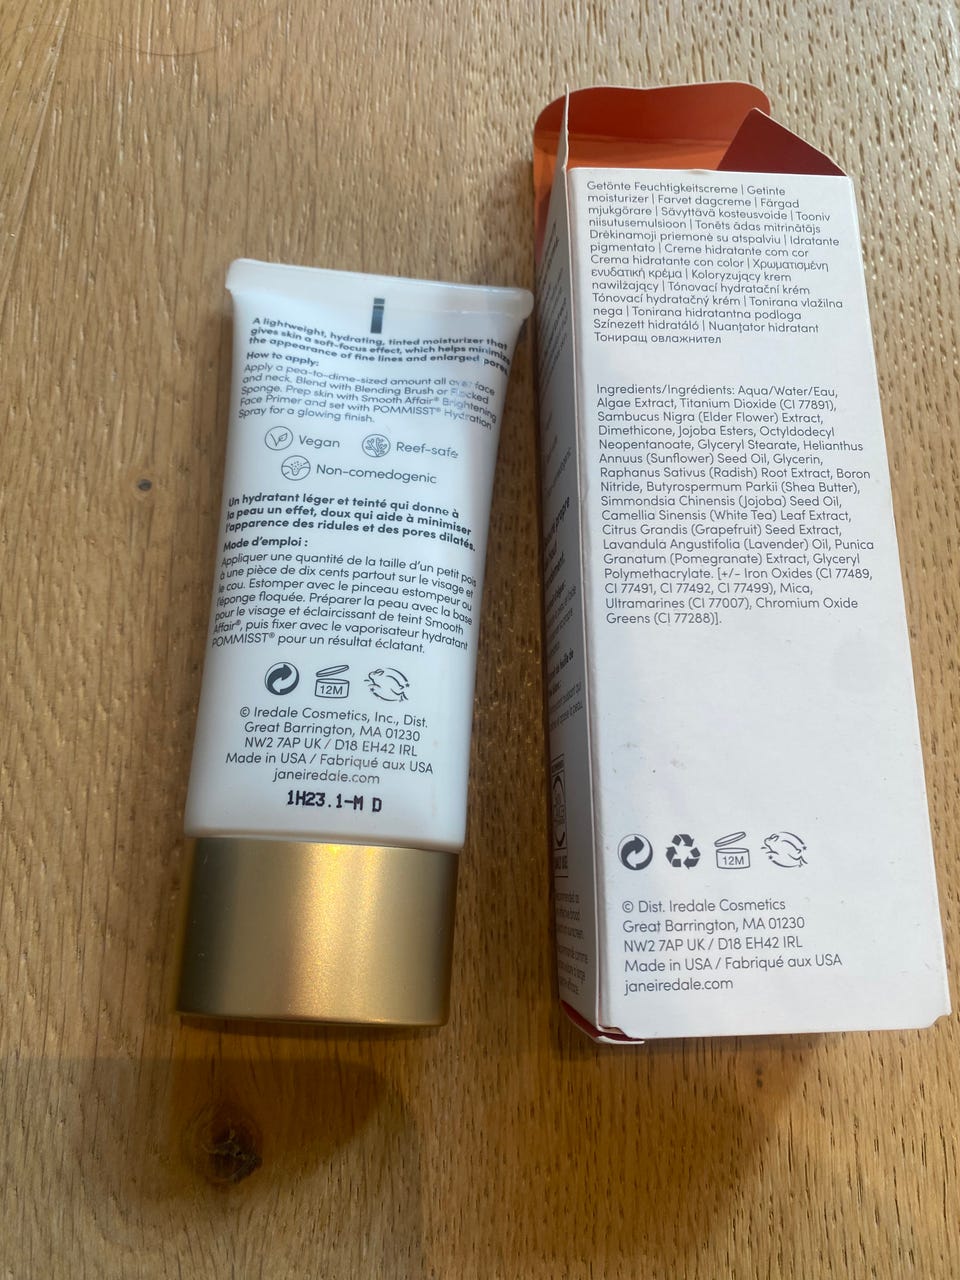 A lightweight, hydrating, tinted moisturizer that
gives skin a soft-focus effect, which helps minimize
the appearance of fine lines and enlarged pores.
How to apply:
Apply a pea-to-dime-sized amount all over face
and neck. Blend with Blending Brush or Flocked
Sponge. Prep skin with Smooth Affair® Brightening
Face Primer and set with POMMISST® Hydration
Spray for a glowing finish.
Vegan
Reef-safe
Non-comedogenic
Un hydratant léger et teinté qui donne à
la peau un effet, doux qui aide à minimiser
l'apparence des ridules et des pores dilatés.
Mode d'emploi :
Appliquer une quantité de la taille d'un petit pois
à une pièce de dix cents partout sur le visage et
le cou. Estomper avec le pinceau estompeur ou
l'éponge floquée. Préparer la peau avec la base
pour le visage et éclaircissant de teint Smooth
Affair®, puis fixer avec le vaporisateur hydratant
POMMISST® pour un résultat éclatant.
12M
© Iredale Cosmetics, Inc., Dist.
Great Barrington, MA 01230
NW2 7AP UK / D18 EH42 IRL
Made in USA / Fabriqué aux USA
janeiredale.com
1H23.1-M D
Getönte Feuchtigkeitscreme | Getinte
moisturizer | Farvet dagcreme | Färgad
mjukgörare | Sävyttävä kosteusvoide | Tooniv
niisutusemulsioon | Tonēts ādas mitrinātājs
Drėkinamoji priemonė su atspalviu | Idratante
pigmentato | Creme hidratante com cor
Crema hidratante con color | Χρωματισμένη
ενυδατική κρέμα | Koloryzujący krem
nawilżający | Tónovací hydratační krém
Tónovací hydratačný krém | Tonirana vlažilna
nega | Tonirana hidratantna podloga
Színezett hidratáló | Nuanțator hidratant
Тониращ овлажнител
Ingredients/Ingrédients: Aqua/Water/Eau,
Algae Extract, Titanium Dioxide (CI 77891),
Sambucus Nigra (Elder Flower) Extract,
Dimethicone, Jojoba Esters, Octyldodecyl
Neopentanoate, Glyceryl Stearate, Helianthus
Annuus (Sunflower) Seed Oil, Glycerin,
Raphanus Sativus (Radish) Root Extract, Boron
Nitride, Butyrospermum Parkii (Shea Butter),
Simmondsia Chinensis (Jojoba) Seed Oil,
Camellia Sinensis (White Tea) Leaf Extract,
Citrus Grandis (Grapefruit) Seed Extract,
Lavandula Angustifolia (Lavender) Oil, Punica
Granatum (Pomegranate) Extract, Glyceryl
Polymethacrylate. [+/– Iron Oxides (CI 77489,
CI 77491, CI 77492, CI 77499), Mica,
Ultramarines (CI 77007), Chromium Oxide
Greens (CI 77288)].
12M
© Dist. Iredale Cosmetics
Great Barrington, MA 01230
NW2 7AP UK / D18 EH42 IRL
Made in USA / Fabriqué aux USA
janeiredale.com